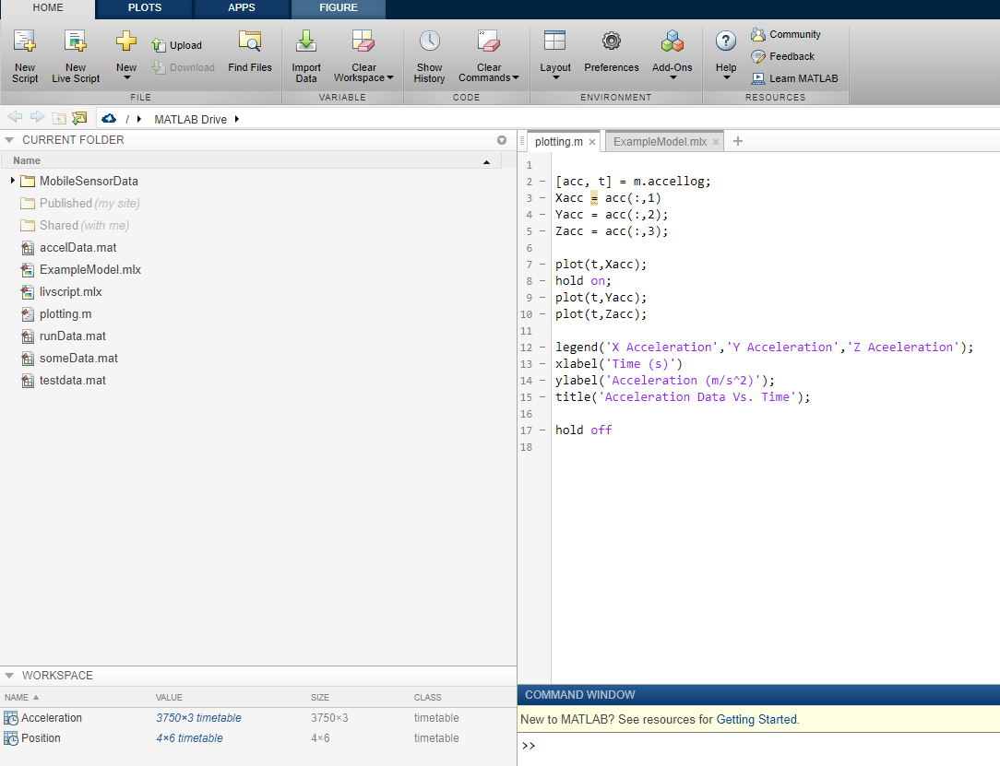 HOME PLOTS APPS FIGURE
New Script
New Live Script
New
Upload
Download
Find Files
Import Data
Clear Workspace
Show History
Clear Commands
Layout
Preferences
Add-Ons
Help
Community
Feedback
Learn MATLAB
FILE VARIABLE CODE ENVIRONMENT RESOURCES
/ MATLAB Drive
CURRENT FOLDER
Name
MobileSensorData
Published (my site)
Shared (with me)
accelData.mat
ExampleModel.mlx
livscript.mlx
plotting.m
runData.mat
someData.mat
testdata.mat
WORKSPACE
NAME VALUE SIZE CLASS
Acceleration 3750×3 timetable 3750×3 timetable
Position 4×6 timetable 4×6 timetable
plotting.m × ExampleModel.mlx × +
1
2 – [acc, t] = m.accellog;
3 – Xacc = acc(:,1)
4 – Yacc = acc(:,2);
5 – Zacc = acc(:,3);
6
7 – plot(t,Xacc);
8 – hold on;
9 – plot(t,Yacc);
10 – plot(t,Zacc);
11
12 – legend('X Acceleration','Y Acceleration','Z Aceeleration');
13 – xlabel('Time (s)')
14 – ylabel('Acceleration (m/s^2)');
15 – title('Acceleration Data Vs. Time');
16
17 – hold off
18
COMMAND WINDOW
New to MATLAB? See resources for Getting Started.
>>